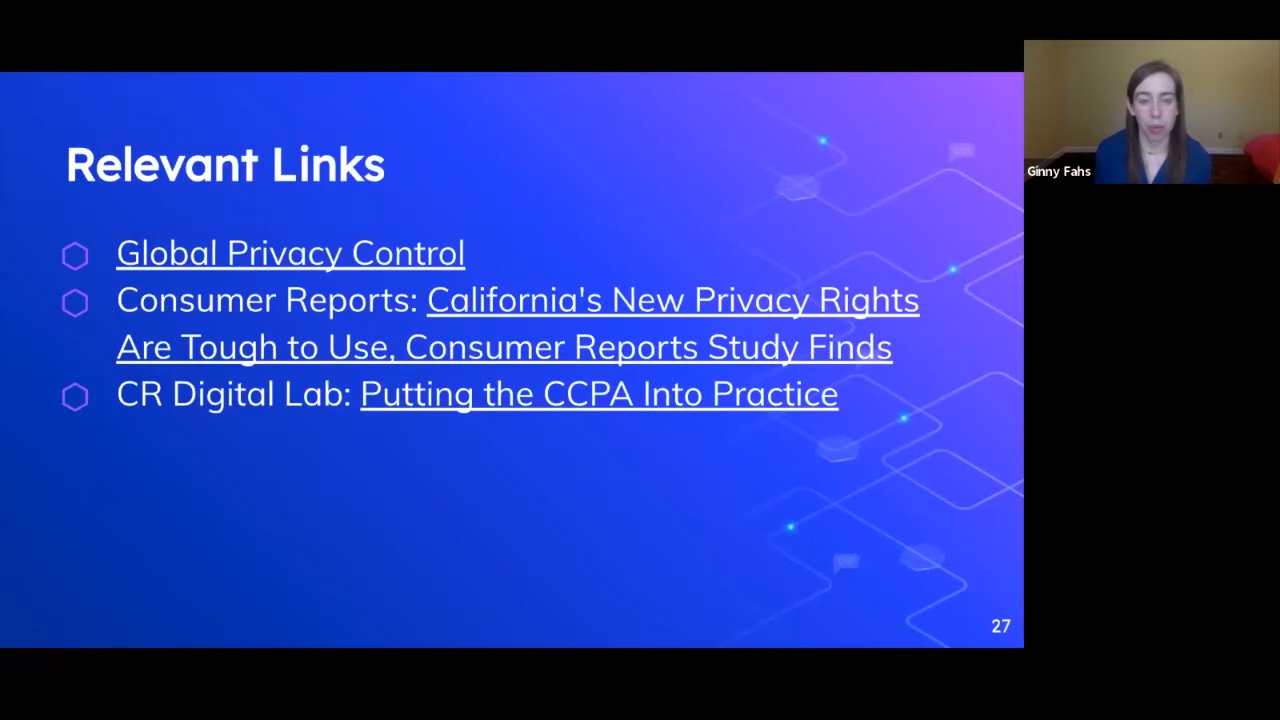 Relevant Links
Global Privacy Control
Consumer Reports: California's New Privacy Rights
Are Tough to Use, Consumer Reports Study Finds
CR Digital Lab: Putting the CCPA Into Practice
27
Ginny Fahs